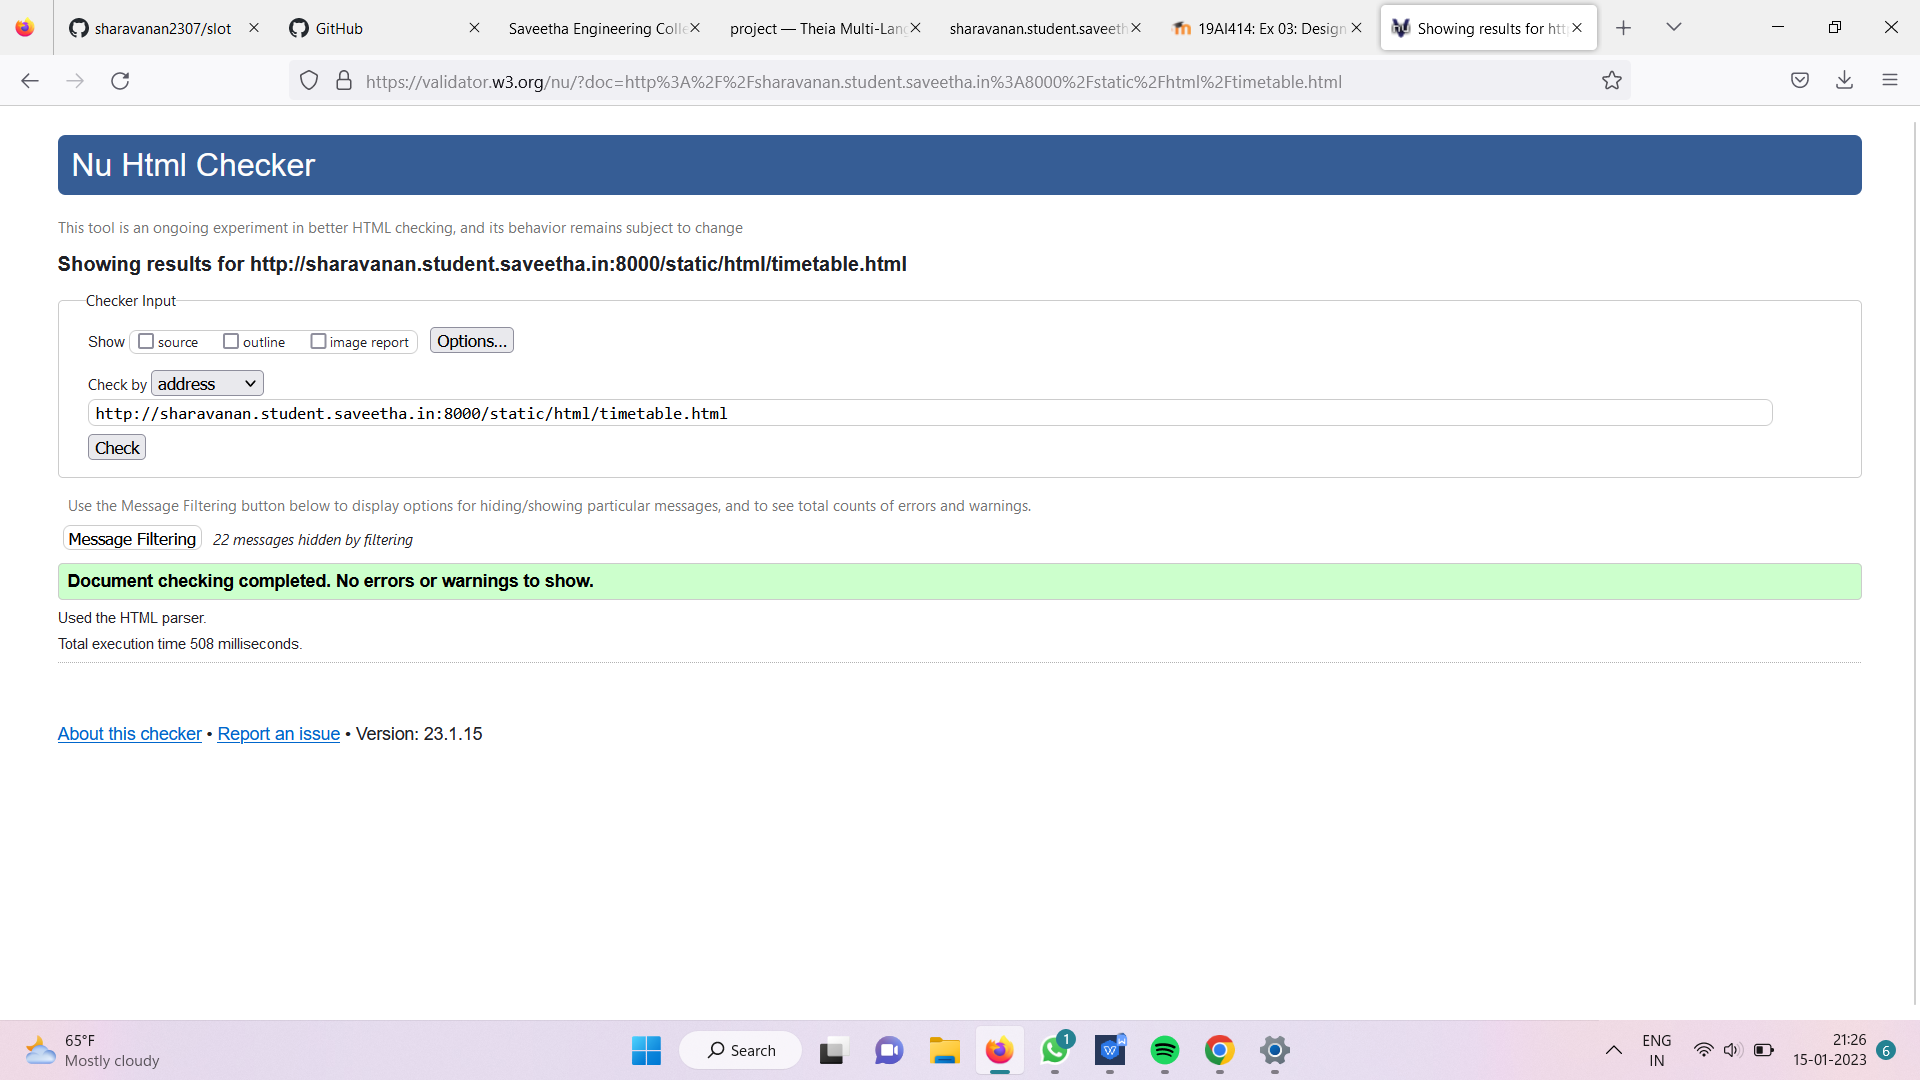 sharavanan2307/slot
GitHub
Saveetha Engineering Colle
project — Theia Multi-Lang
sharavanan.student.saveeth
19AI414: Ex 03: Design
Showing results for htt
https://validator.w3.org/nu/?doc=http%3A%2F%2Fsharavanan.student.saveetha.in%3A8000%2Fstatic%2Fhtml%2Ftimetable.html
Nu Html Checker
This tool is an ongoing experiment in better HTML checking, and its behavior remains subject to change
Showing results for http://sharavanan.student.saveetha.in:8000/static/html/timetable.html
Checker Input
Show source outline image report Options...
Check by address
http://sharavanan.student.saveetha.in:8000/static/html/timetable.html
Check
Use the Message Filtering button below to display options for hiding/showing particular messages, and to see total counts of errors and warnings.
Message Filtering 22 messages hidden by filtering
Document checking completed. No errors or warnings to show.
Used the HTML parser.
Total execution time 508 milliseconds.
About this checker • Report an issue • Version: 23.1.15
65°F
Mostly cloudy
Search
1
ENG
IN
21:26
15-01-2023
6